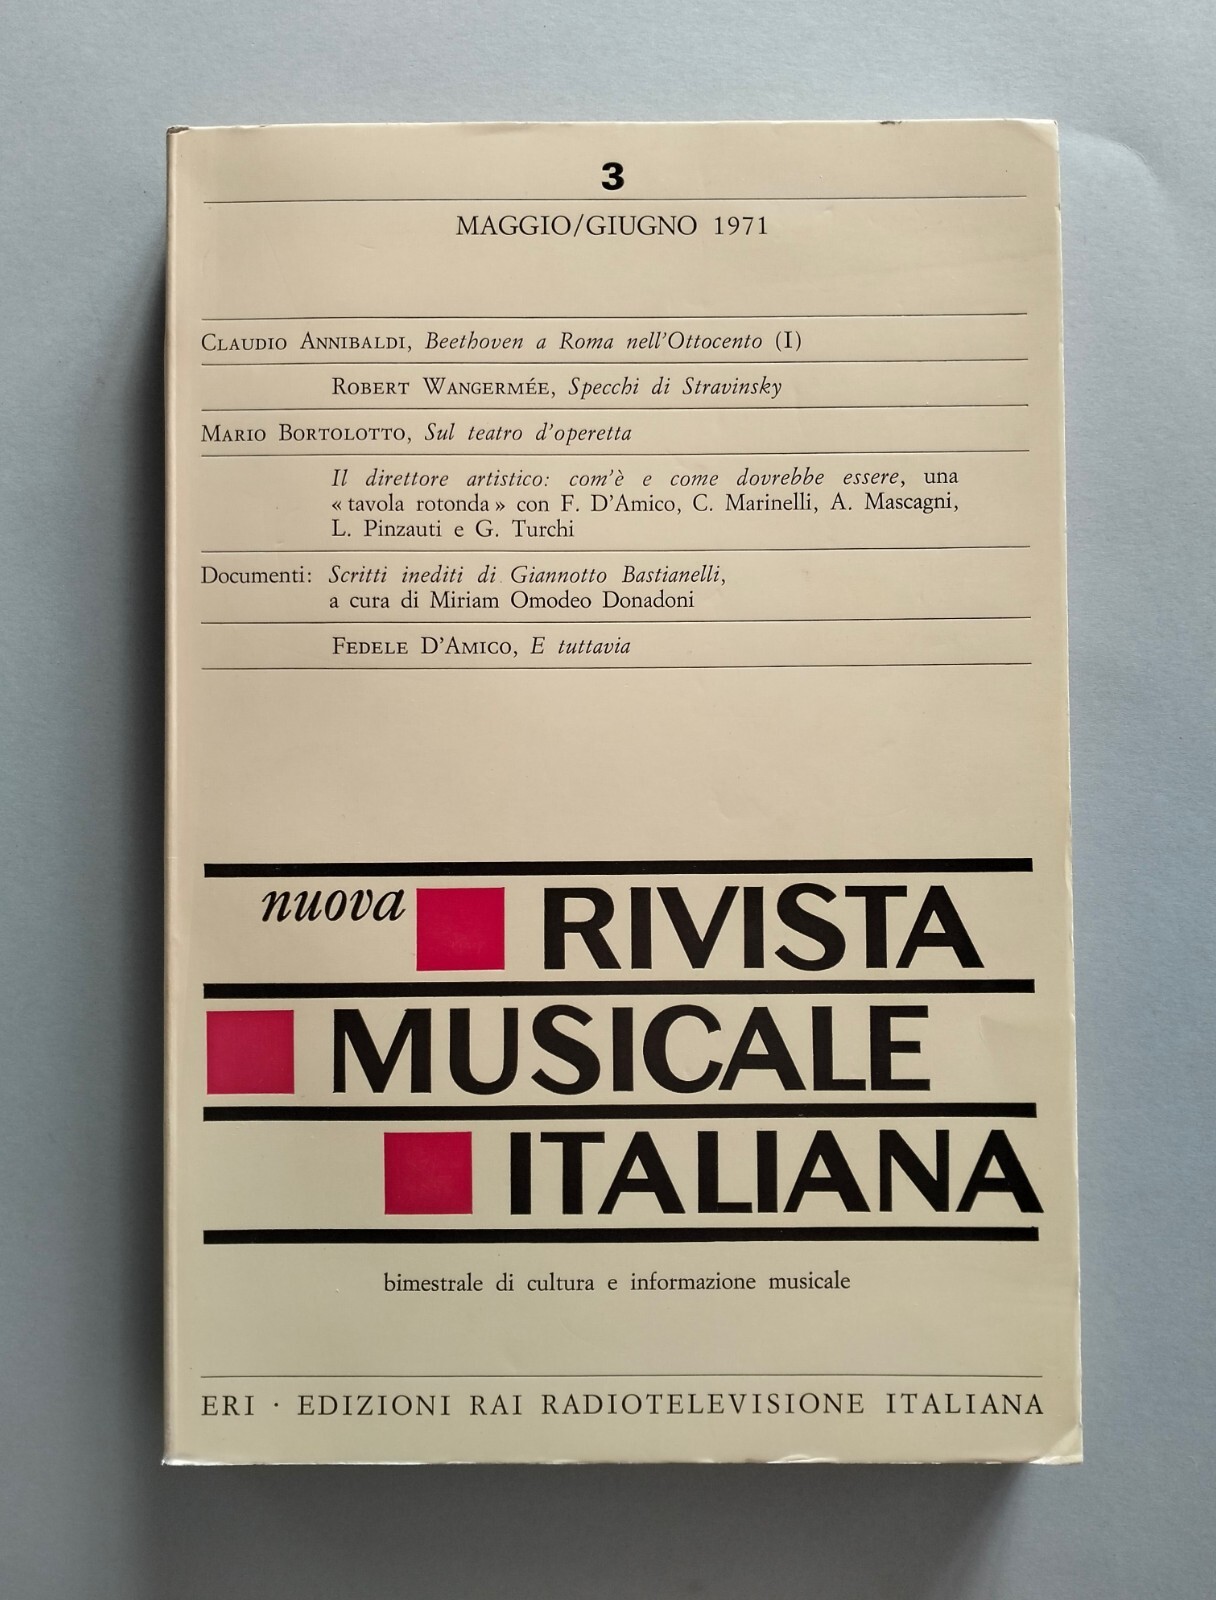 3
MAGGIO/GIUGNO 1971
CLAUDIO ANNIBALDI, Beethoven a Roma nell'Ottocento (I)
ROBERT WANGERMÉE, Specchi di Stravinsky
MARIO BORTOLOTTO, Sul teatro d'operetta
Il direttore artistico: com'è e come dovrebbe essere, una
« tavola rotonda » con F. D'Amico, C. Marinelli, A. Mascagni,
L. Pinzauti e G. Turchi
Documenti: Scritti inediti di Giannotto Bastianelli,
a cura di Miriam Omodeo Donadoni
FEDELE D'AMICO, E tuttavia
nuova RIVISTA
MUSICALE
ITALIANA
bimestrale di cultura e informazione musicale
ERI · EDIZIONI RAI RADIOTELEVISIONE ITALIANA